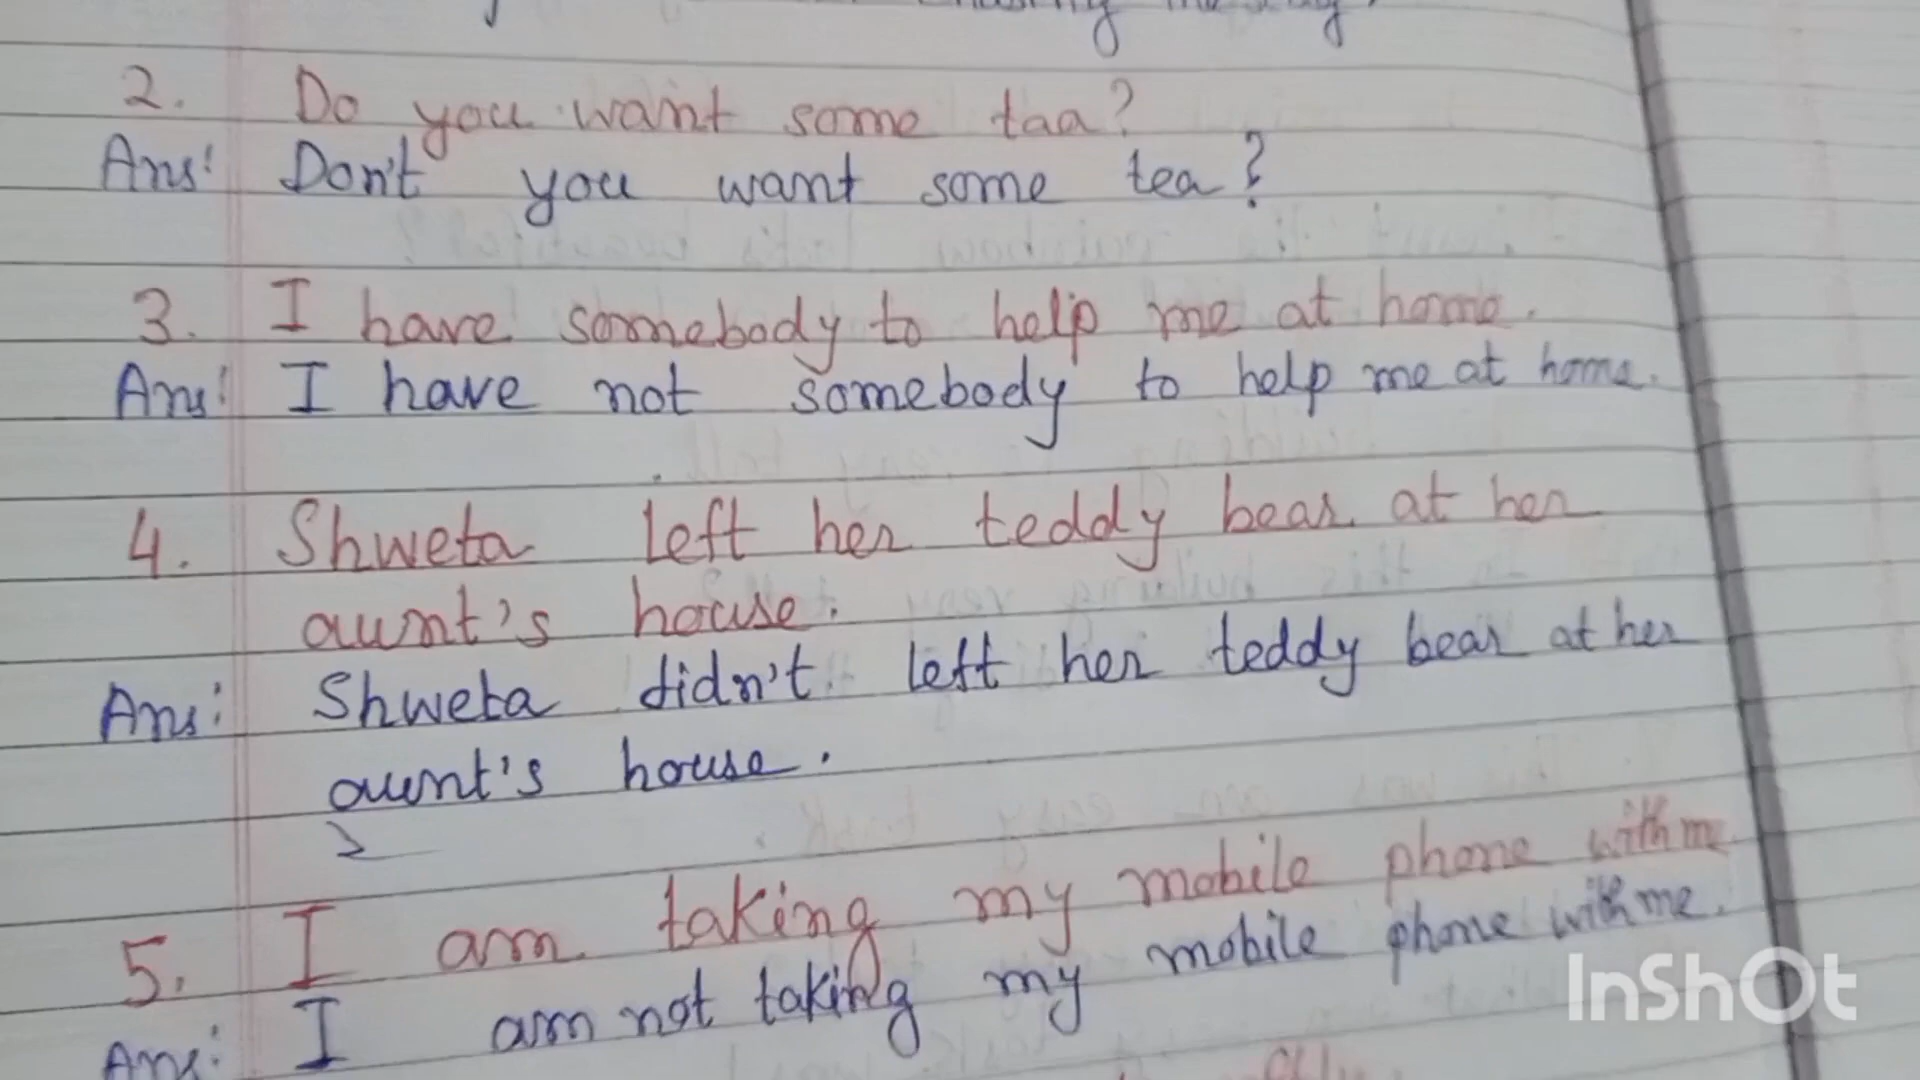 2. Do you want some taa?
Ans: Don't you want some tea?
3. I have somebody to help me at home.
Ans: I have not somebody to help me at home.
4. Shweta left her teddy bear at her
aunt's house.
Ans: Shweta didn't left her teddy bear at her
aunt's house.
5. I am taking my mobile phone with me
Ans: I am not taking my mobile phone with me.
InShOt